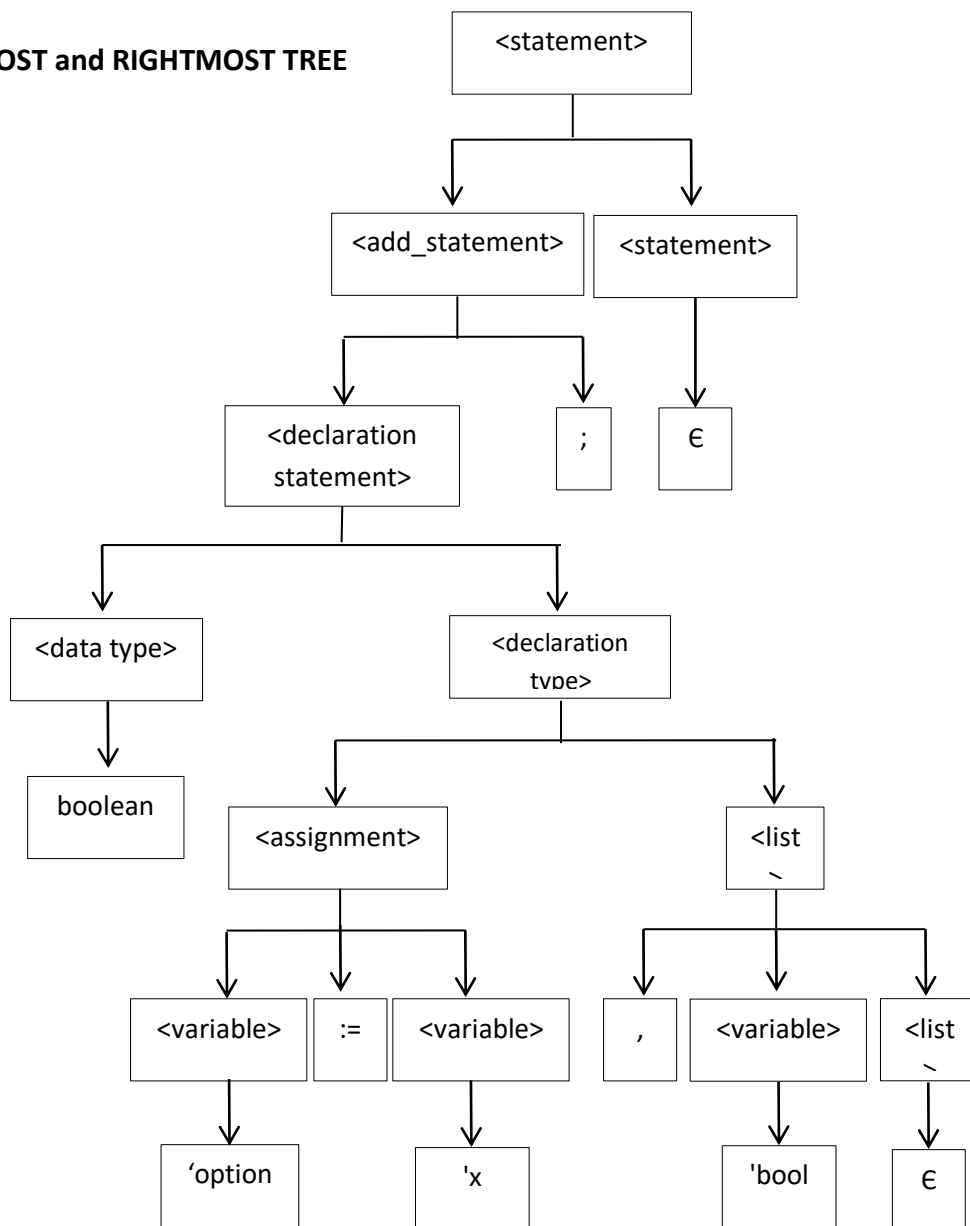 <statement>
OST and RIGHTMOST TREE
<add_statement>
<statement>
<declaration
statement>
;
Є
<data type>
<declaration
type>
boolean
<assignment>
<list
<variable>
:=
<variable>
,
<variable>
<list
‘option
'x
'bool
Є